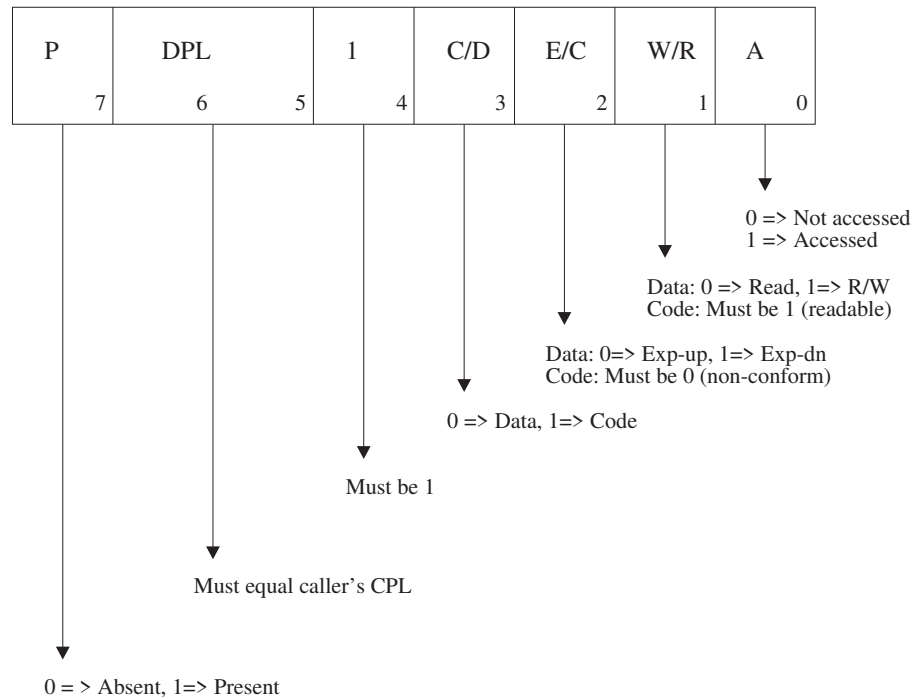 P DPL 1 C/D E/C W/R A
7 6 5 4 3 2 1 0
0 => Not accessed
1 => Accessed
Data: 0 => Read, 1=> R/W
Code: Must be 1 (readable)
Data: 0=> Exp-up, 1=> Exp-dn
Code: Must be 0 (non-conform)
0 => Data, 1=> Code
Must be 1
Must equal caller's CPL
0 = > Absent, 1=> Present